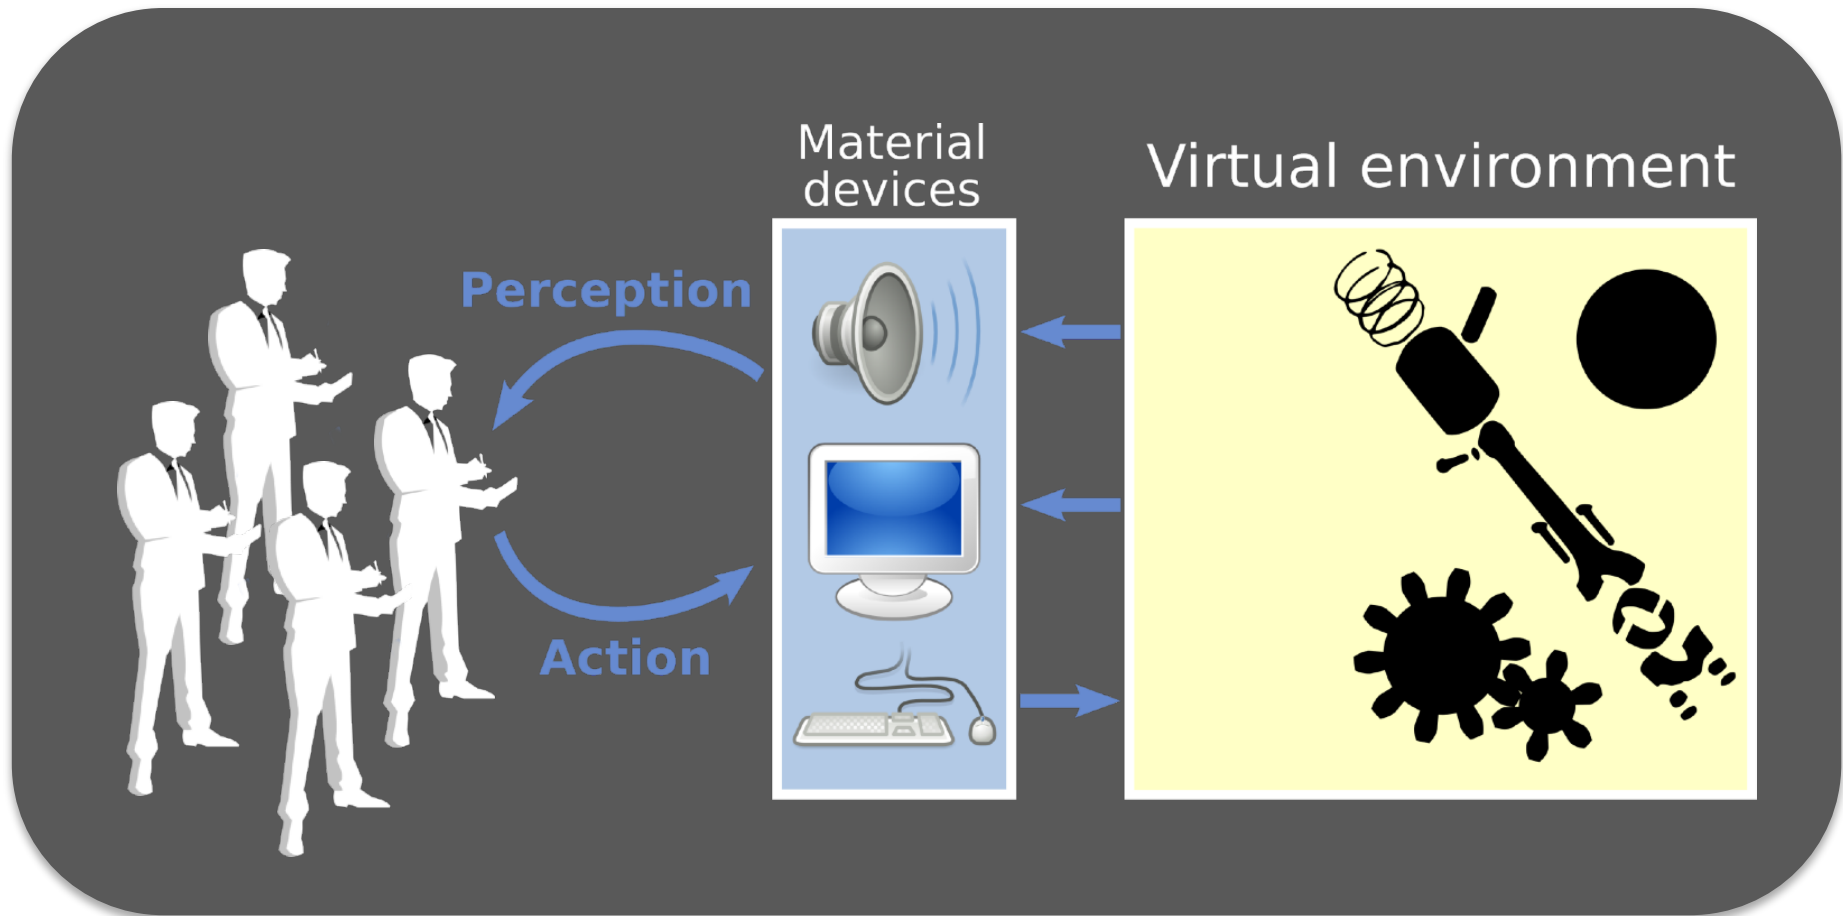 Material
devices
Virtual environment
Perception
Action